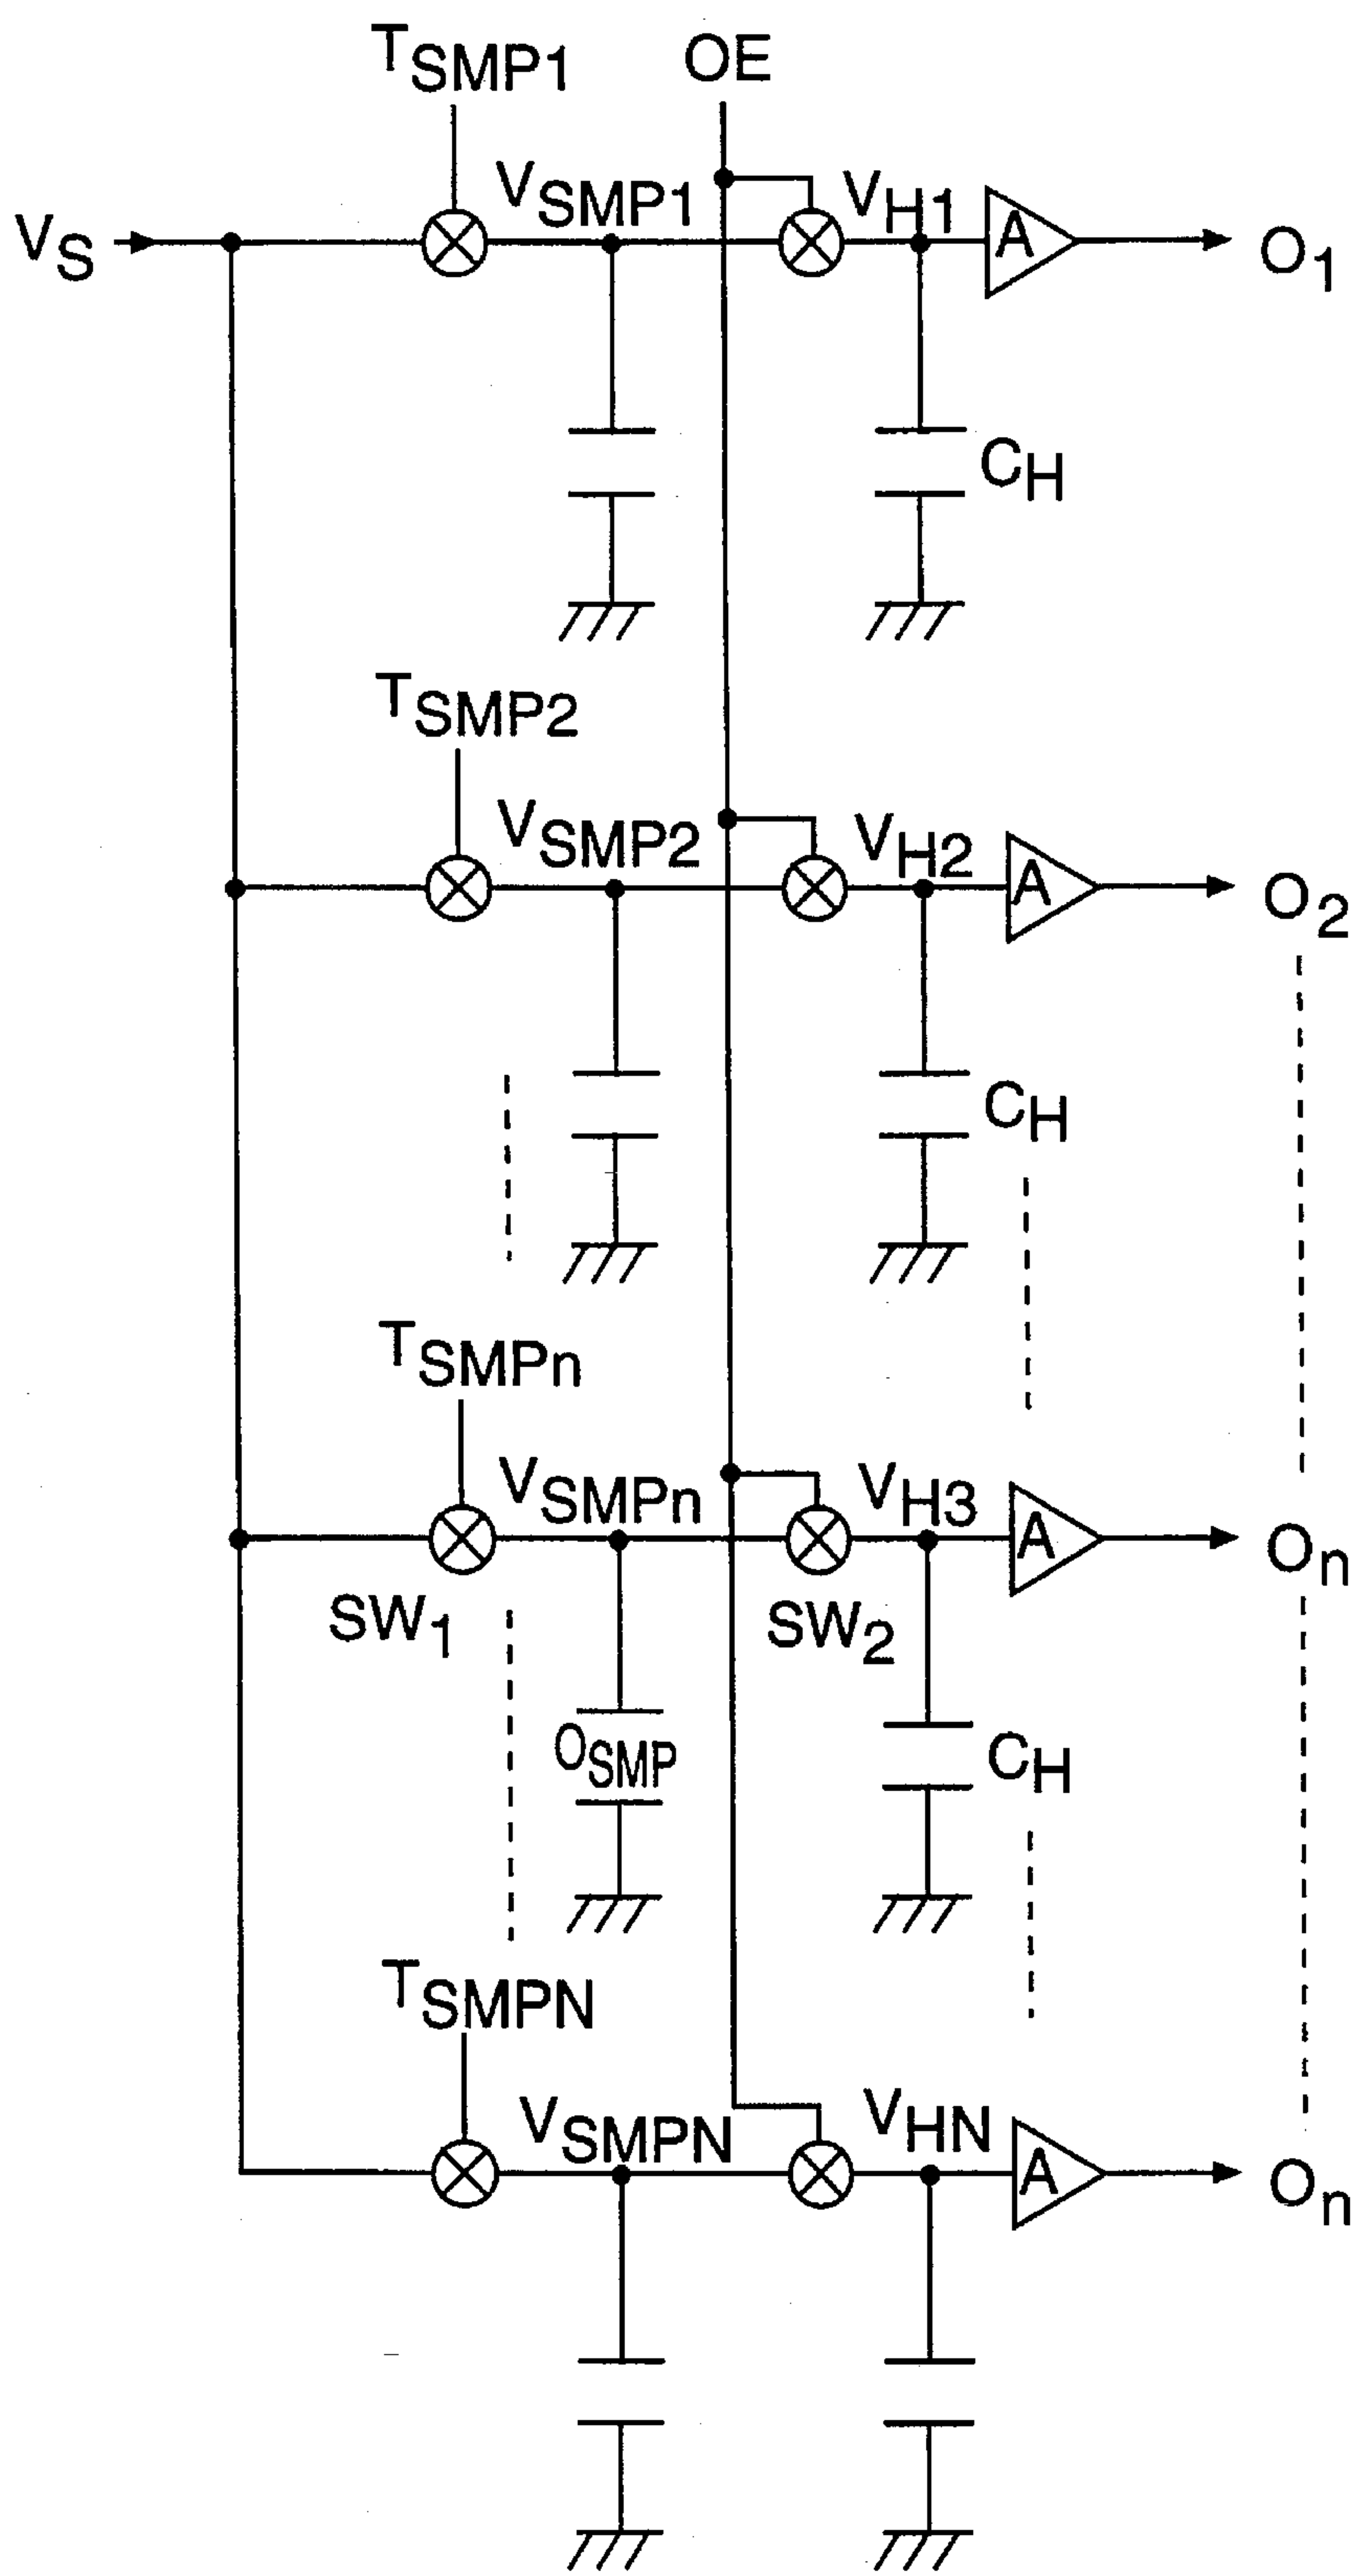 TSMP1
OE
VS
VSMP1
VH1
A
O1
CH
TSMP2
VSMP2
VH2
A
O2
CH
TSMPn
VSMPn
VH3
A
On
SW1
SW2
OSMP
CH
TSMPN
VSMPN
VHN
A
On